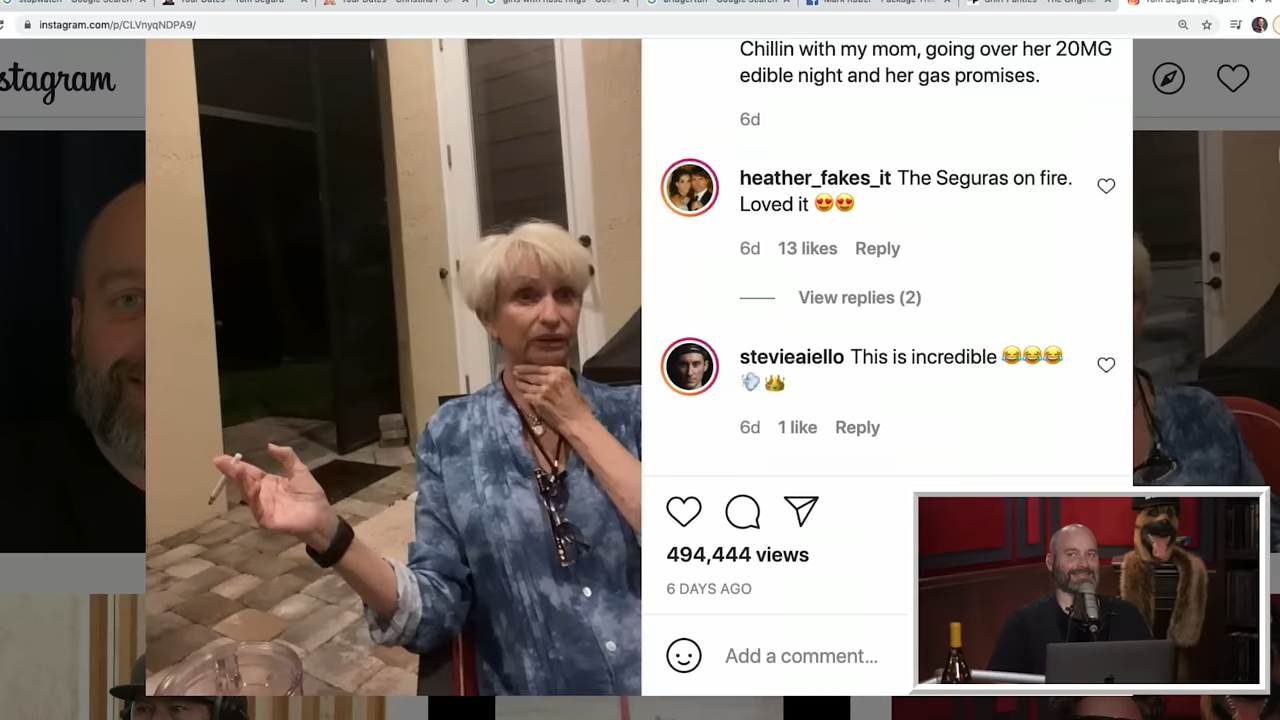 instagram.com/p/CLVnyqNDPA9/
stagram
Chillin with my mom, going over her 20MG
edible night and her gas promises.
6d
heather_fakes_it The Seguras on fire.
Loved it 😍😍
6d 13 likes Reply
View replies (2)
stevieaiello This is incredible 😂😂😂
💨👑
6d 1 like Reply
494,444 views
6 DAYS AGO
Add a comment...